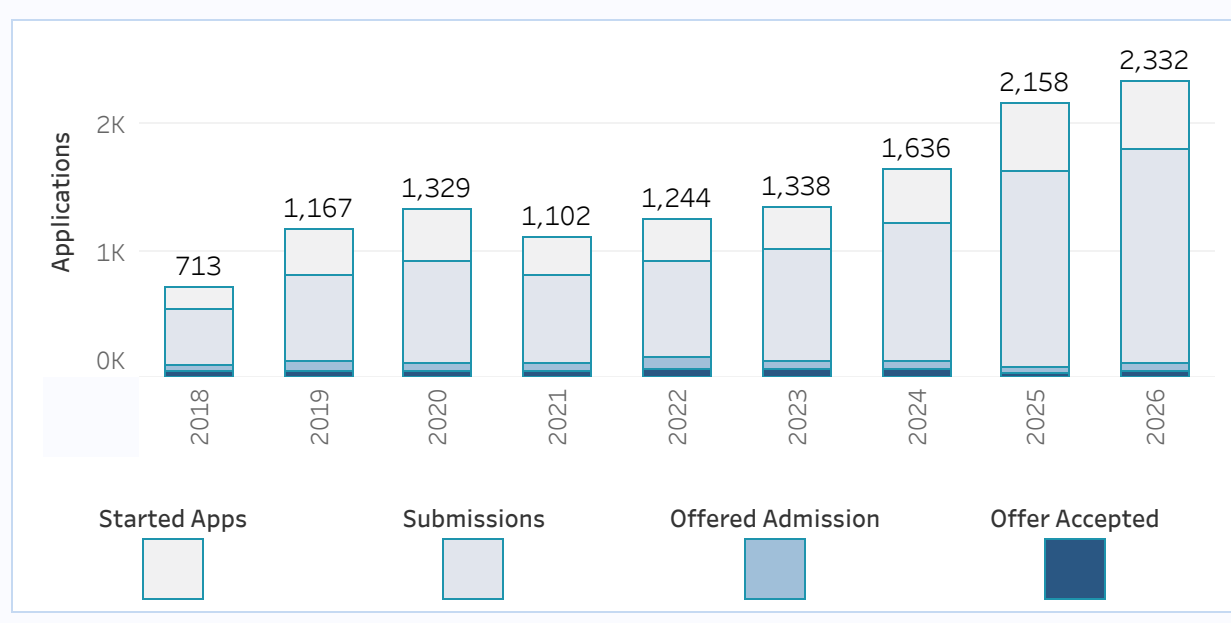 2,332
2,158
2K
1,636
1,329
1,338
1,167
1,244
1,102
Applications
1K
713
0K
2018
2019
2020
2021
2022
2023
2024
2025
2026
Started Apps
Submissions
Offered Admission
Offer Accepted